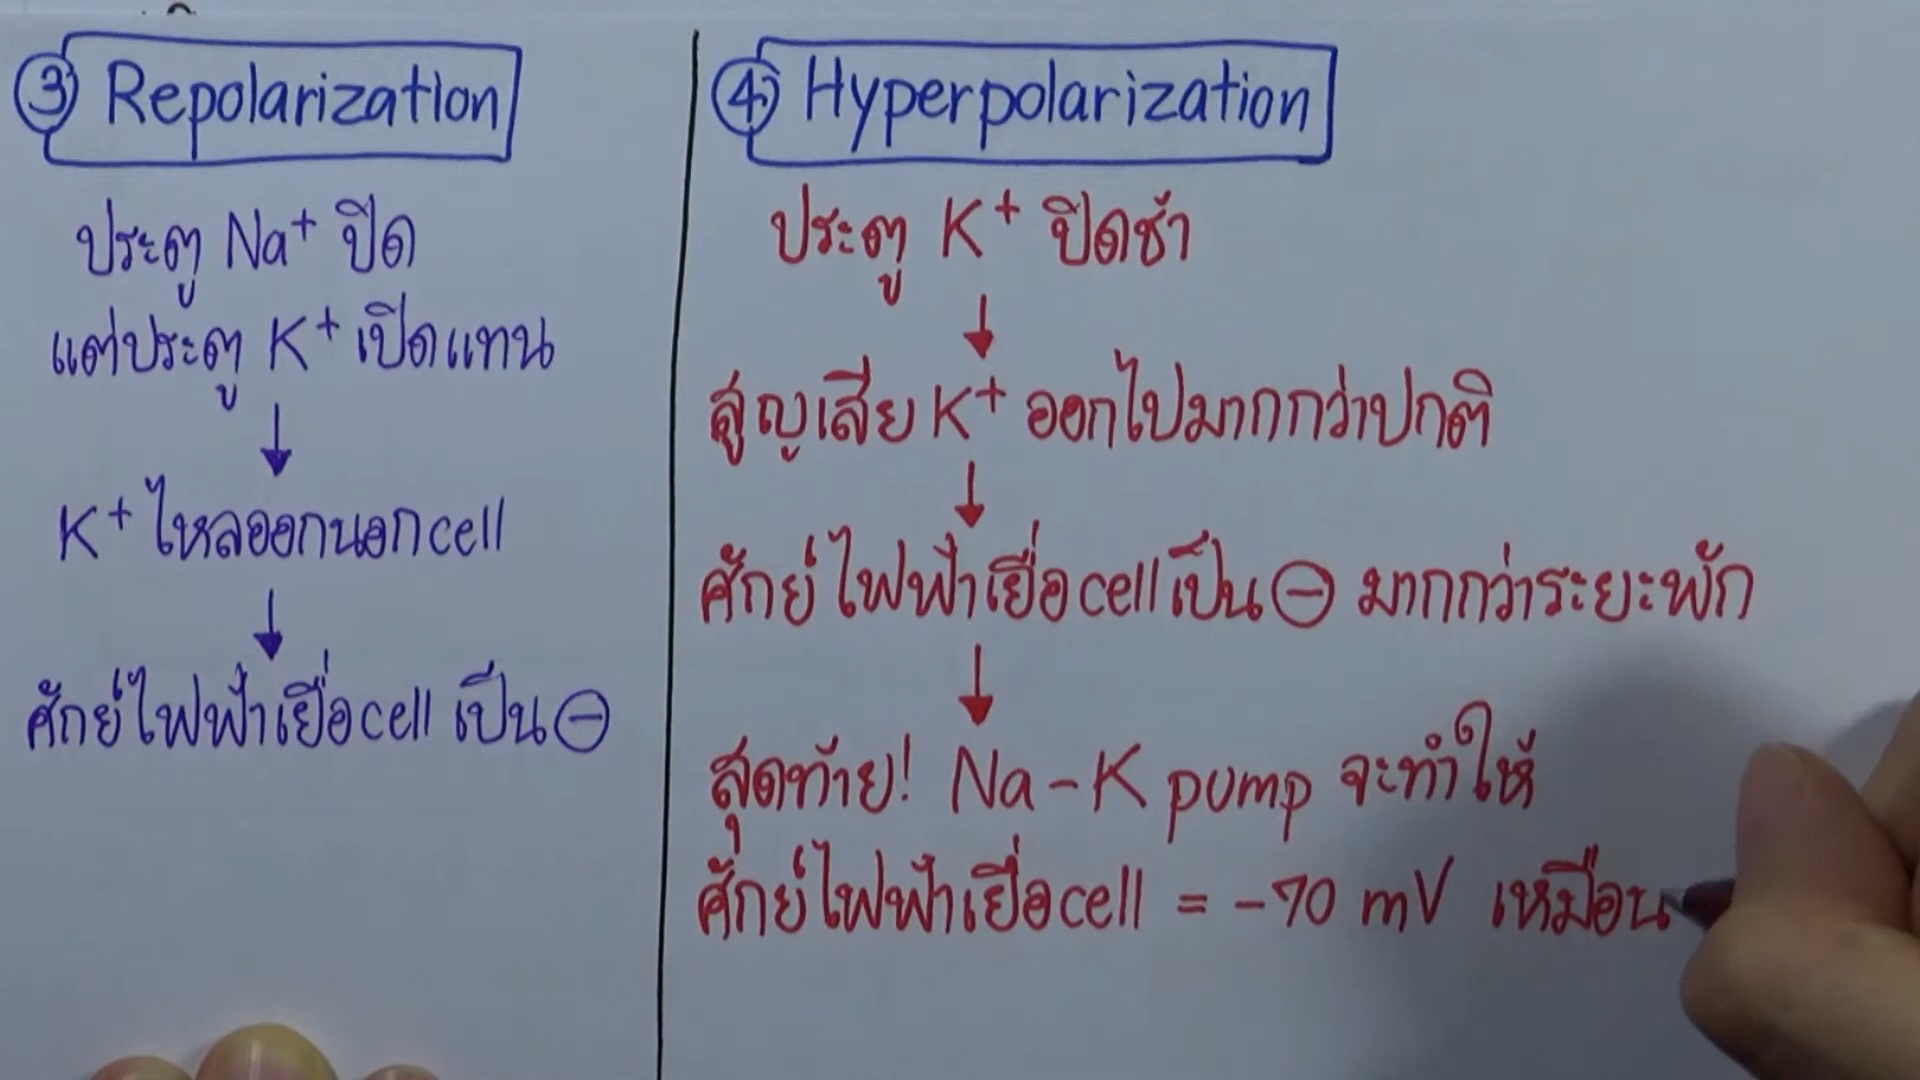 ③ Repolarization
ประตู Na⁺ ปิด
แต่ประตู K⁺ เปิดแทน
↓
K⁺ ไหลออกนอก cell
↓
ศักย์ไฟฟ้าเยื่อ cell เป็น ⊖
④ Hyperpolarization
ประตู K⁺ ปิดช้า
↓
สูญเสีย K⁺ ออกไปมากกว่าปกติ
↓
ศักย์ไฟฟ้าเยื่อ cell เป็น ⊖ มากกว่าระยะพัก
↓
สุดท้าย! Na-K pump จะทำให้
ศักย์ไฟฟ้าเยื่อ cell = -70 mV เหมือน